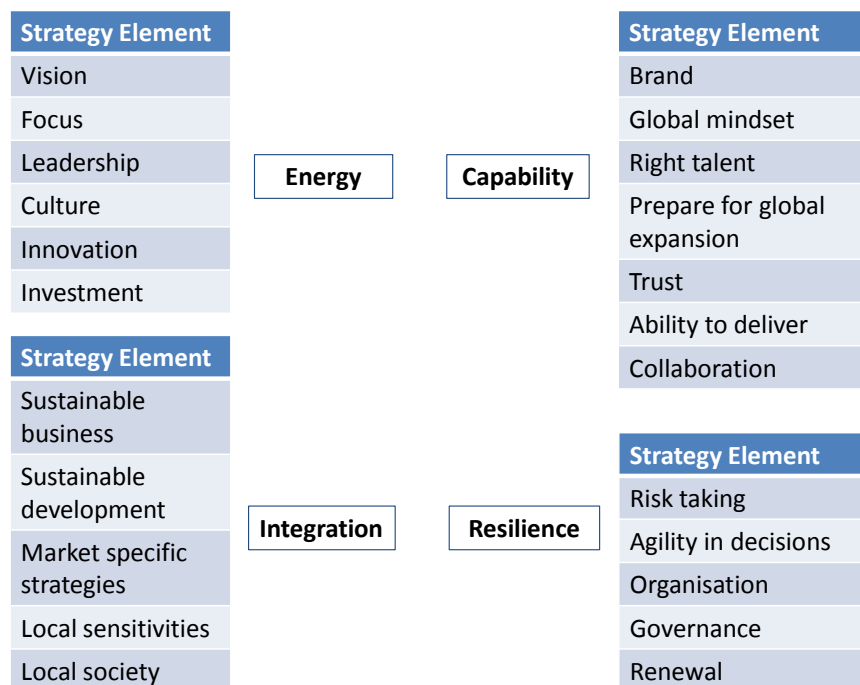 Strategy Element
Vision
Focus
Leadership
Culture
Innovation
Investment
Energy
Capability
Strategy Element
Brand
Global mindset
Right talent
Prepare for global
expansion
Trust
Ability to deliver
Collaboration
Strategy Element
Sustainable
business
Sustainable
development
Market specific
strategies
Local sensitivities
Local society
Integration
Resilience
Strategy Element
Risk taking
Agility in decisions
Organisation
Governance
Renewal